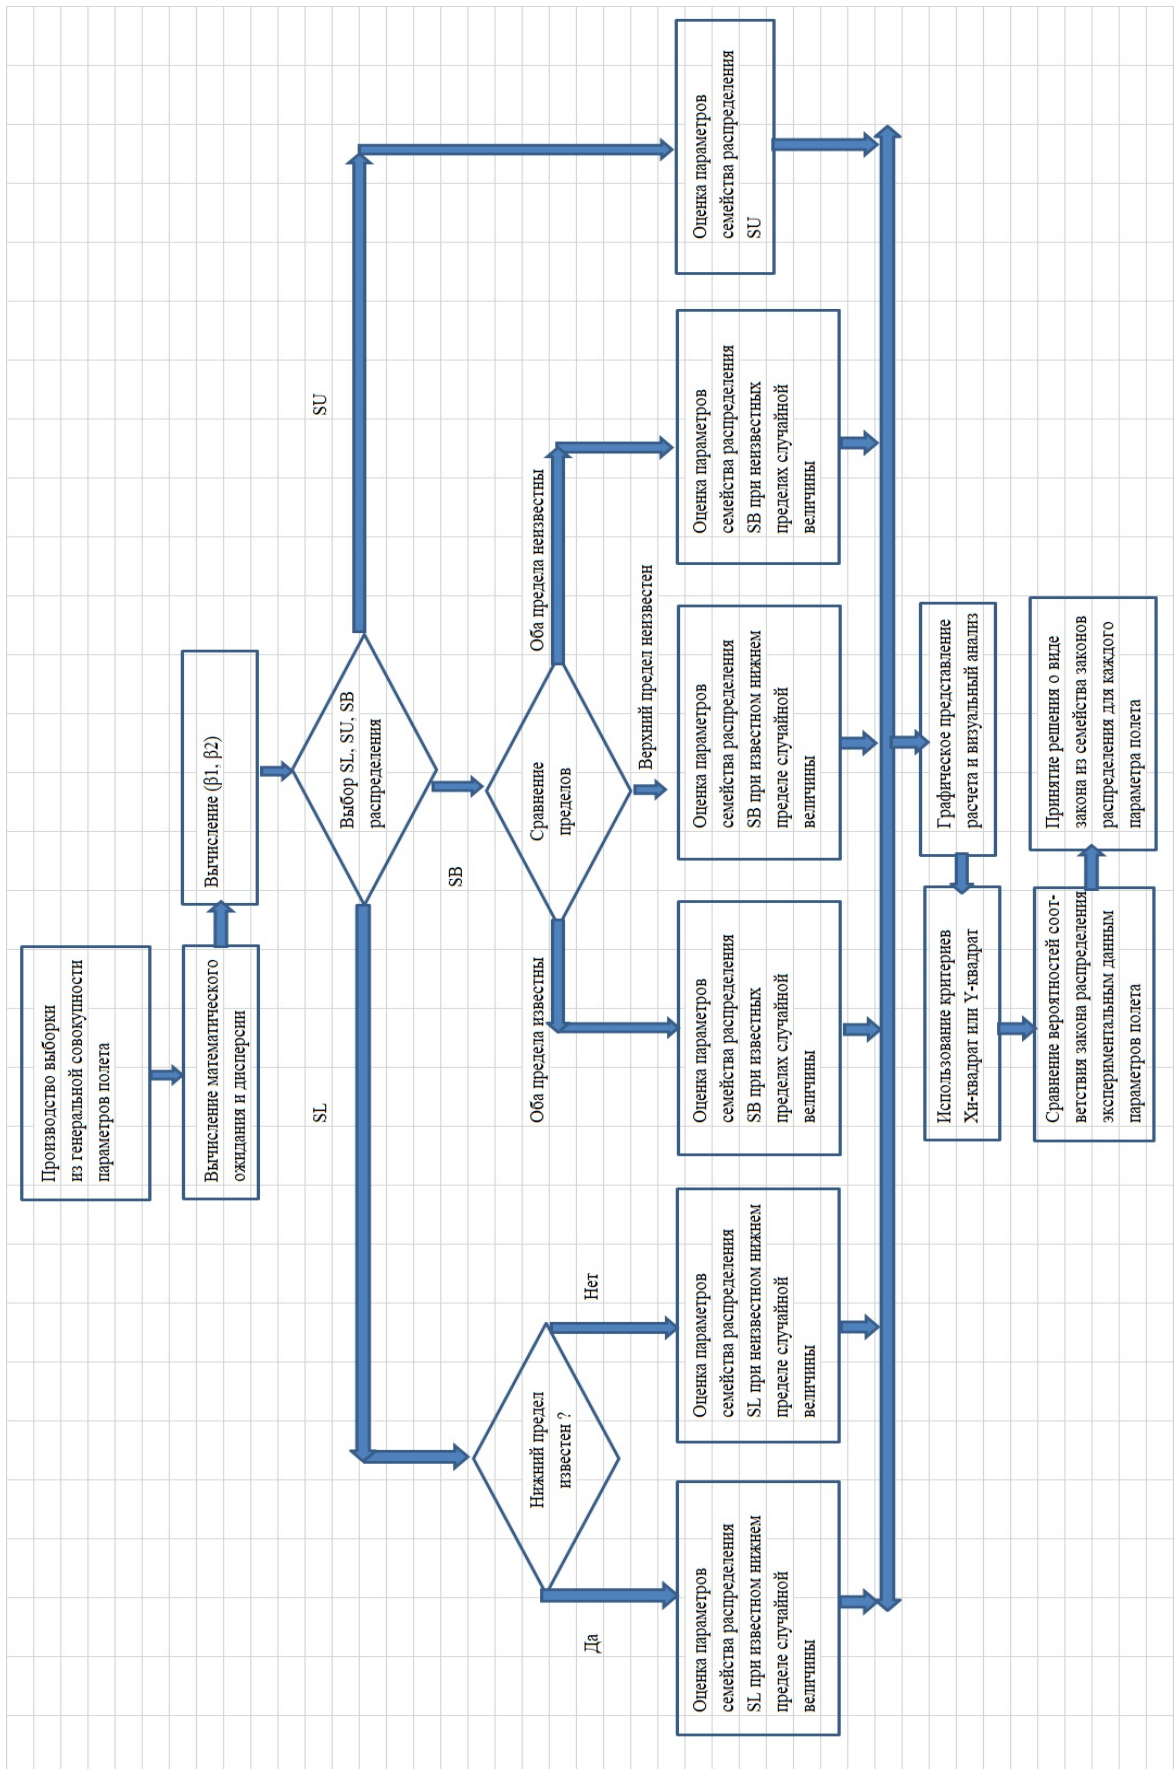 Производство выборки
из генеральной совокупности
параметров полета
Вычисление математического
ожидания и дисперсии
Вычисление (β1, β2)
Выбор SL, SU, SB
распределения
SL
SB
SU
Нижний предел
известен ?
Да
Нет
Сравнение
пределов
Оба предела известны
Верхний предел неизвестен
Оба предела неизвестны
Оценка параметров
семейства распределения
SL при известном нижнем
пределе случайной
величины
Оценка параметров
семейства распределения
SL при неизвестном нижнем
пределе случайной
величины
Оценка параметров
семейства распределения
SB при известных
пределах случайной
величины
Оценка параметров
семейства распределения
SB при известном нижнем
пределе случайной
величины
Оценка параметров
семейства распределения
SB при неизвестных
пределах случайной
величины
Оценка параметров
семейства распределения
SU
Графическое представление
расчета и визуальный анализ
Использование критериев
Хи-квадрат или Y-квадрат
Сравнение вероятностей соот-
ветствия закона распределения
экспериментальным данным
параметров полета
Принятие решения о виде
закона из семейства законов
распределения для каждого
параметра полета